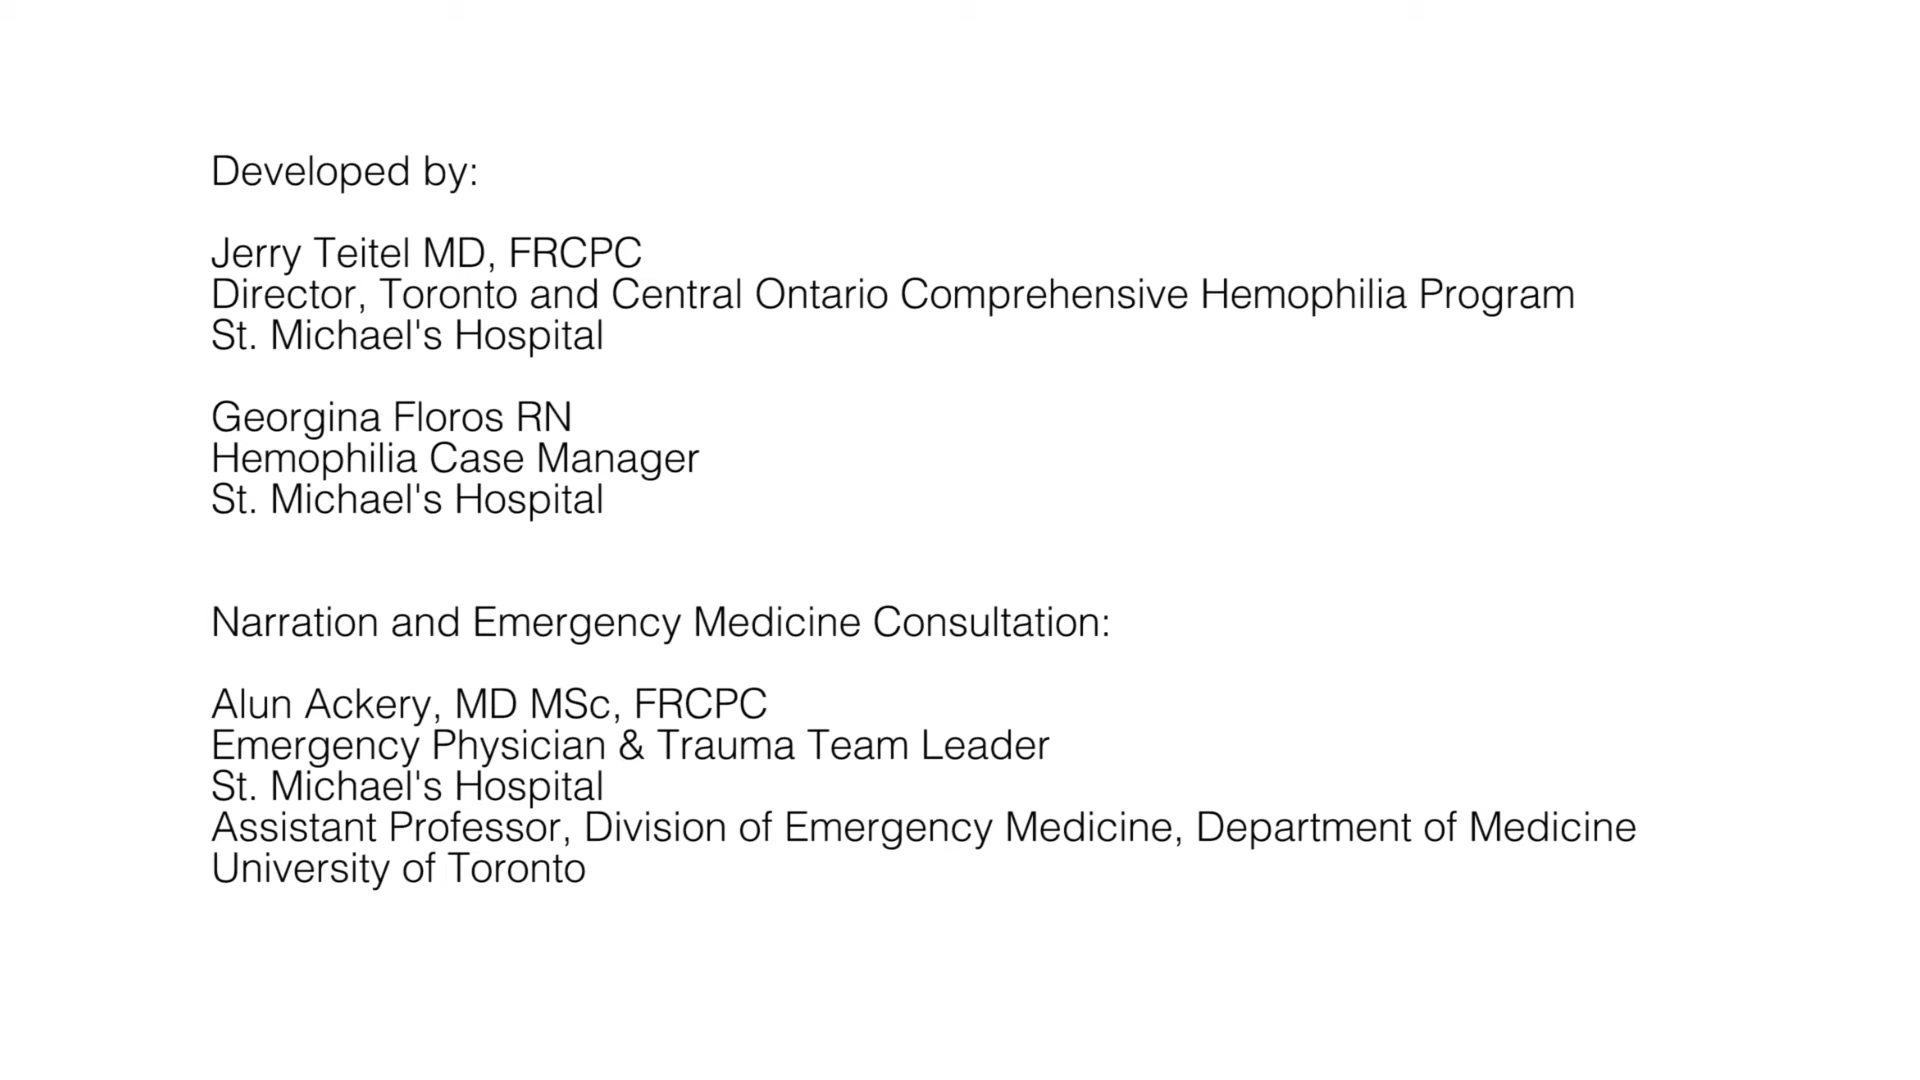 Developed by:
Jerry Teitel MD, FRCPC
Director, Toronto and Central Ontario Comprehensive Hemophilia Program
St. Michael's Hospital
Georgina Floros RN
Hemophilia Case Manager
St. Michael's Hospital
Narration and Emergency Medicine Consultation:
Alun Ackery, MD MSc, FRCPC
Emergency Physician & Trauma Team Leader
St. Michael's Hospital
Assistant Professor, Division of Emergency Medicine, Department of Medicine
University of Toronto